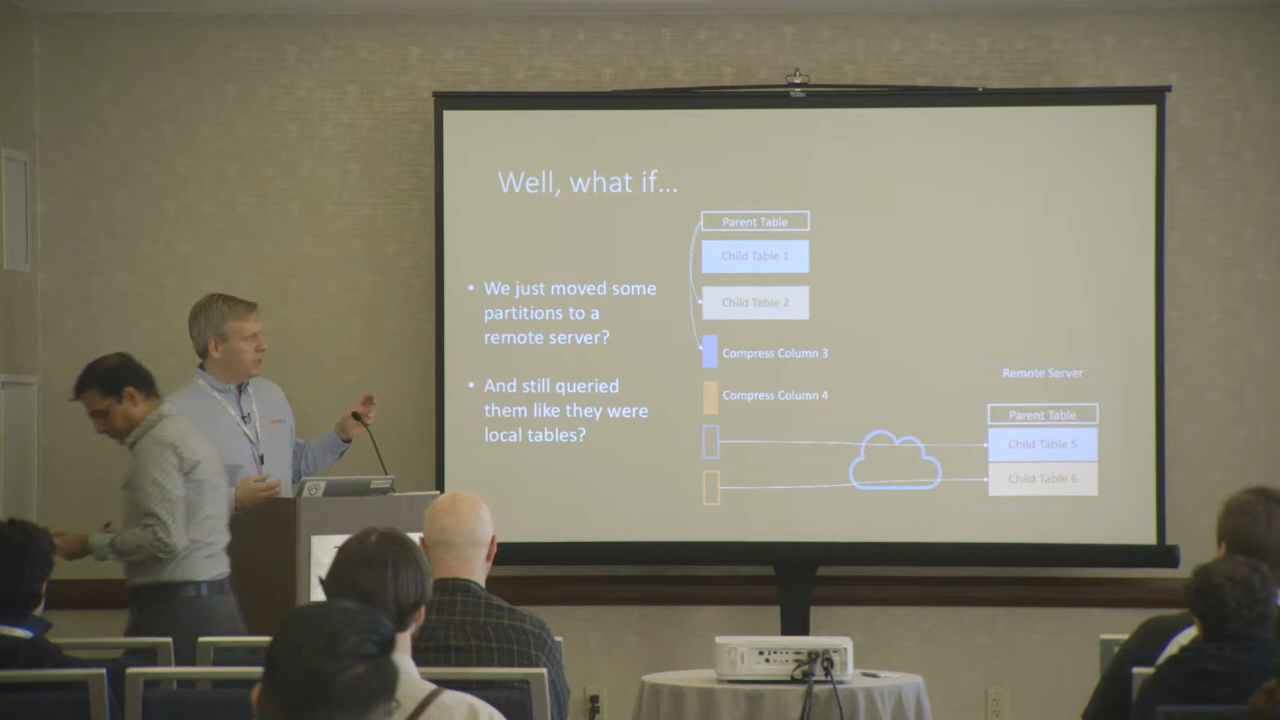 Well, what if...
• We just moved some
partitions to a
remote server?
• And still queried
them like they were
local tables?
Parent Table
Child Table 1
Child Table 2
Compress Column 3
Compress Column 4
Remote Server
Parent Table
Child Table 5
Child Table 6